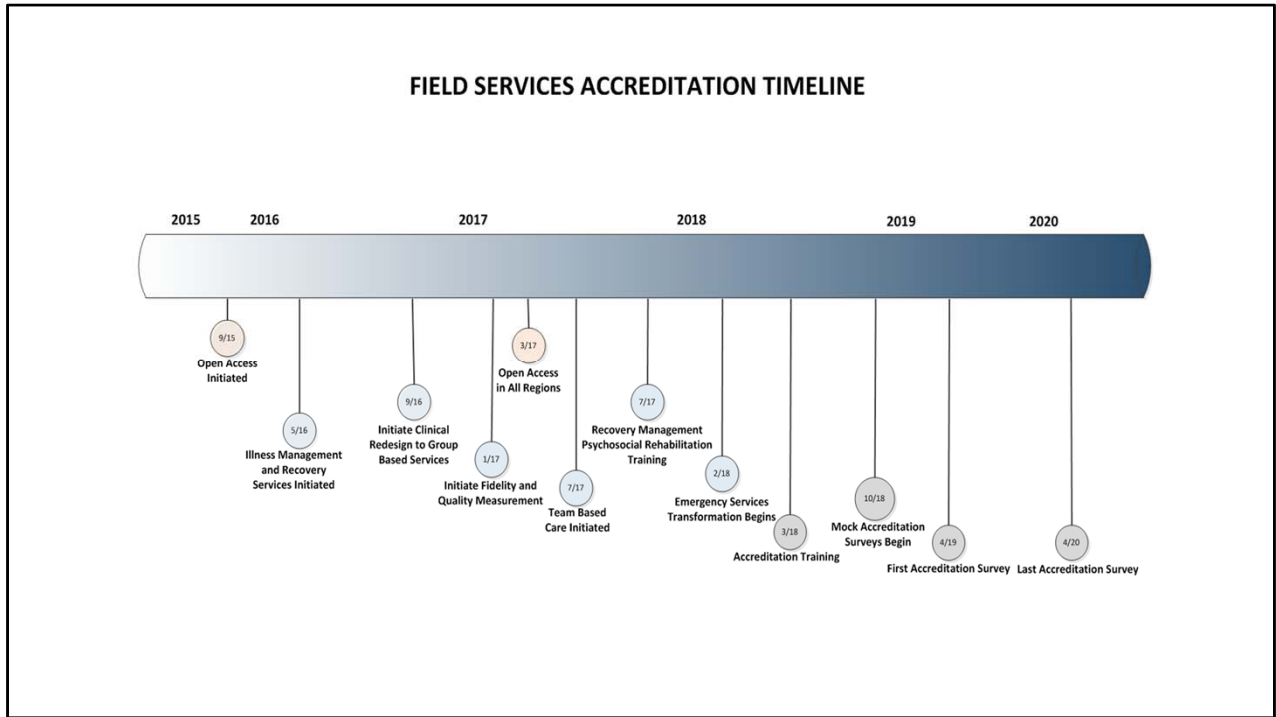 FIELD SERVICES ACCREDITATION TIMELINE
2015
2016
2017
2018
2019
2020
9/15
Open Access
Initiated
5/16
Illness Management
and Recovery
Services Initiated
9/16
Initiate Clinical
Redesign to Group
Based Services
1/17
Initiate Fidelity and
Quality Measurement
3/17
Open Access
in All Regions
7/17
Team Based
Care Initiated
7/17
Recovery Management
Psychosocial Rehabilitation
Training
2/18
Emergency Services
Transformation Begins
3/18
Accreditation Training
10/18
Mock Accreditation
Surveys Begin
4/19
First Accreditation Survey
4/20
Last Accreditation Survey